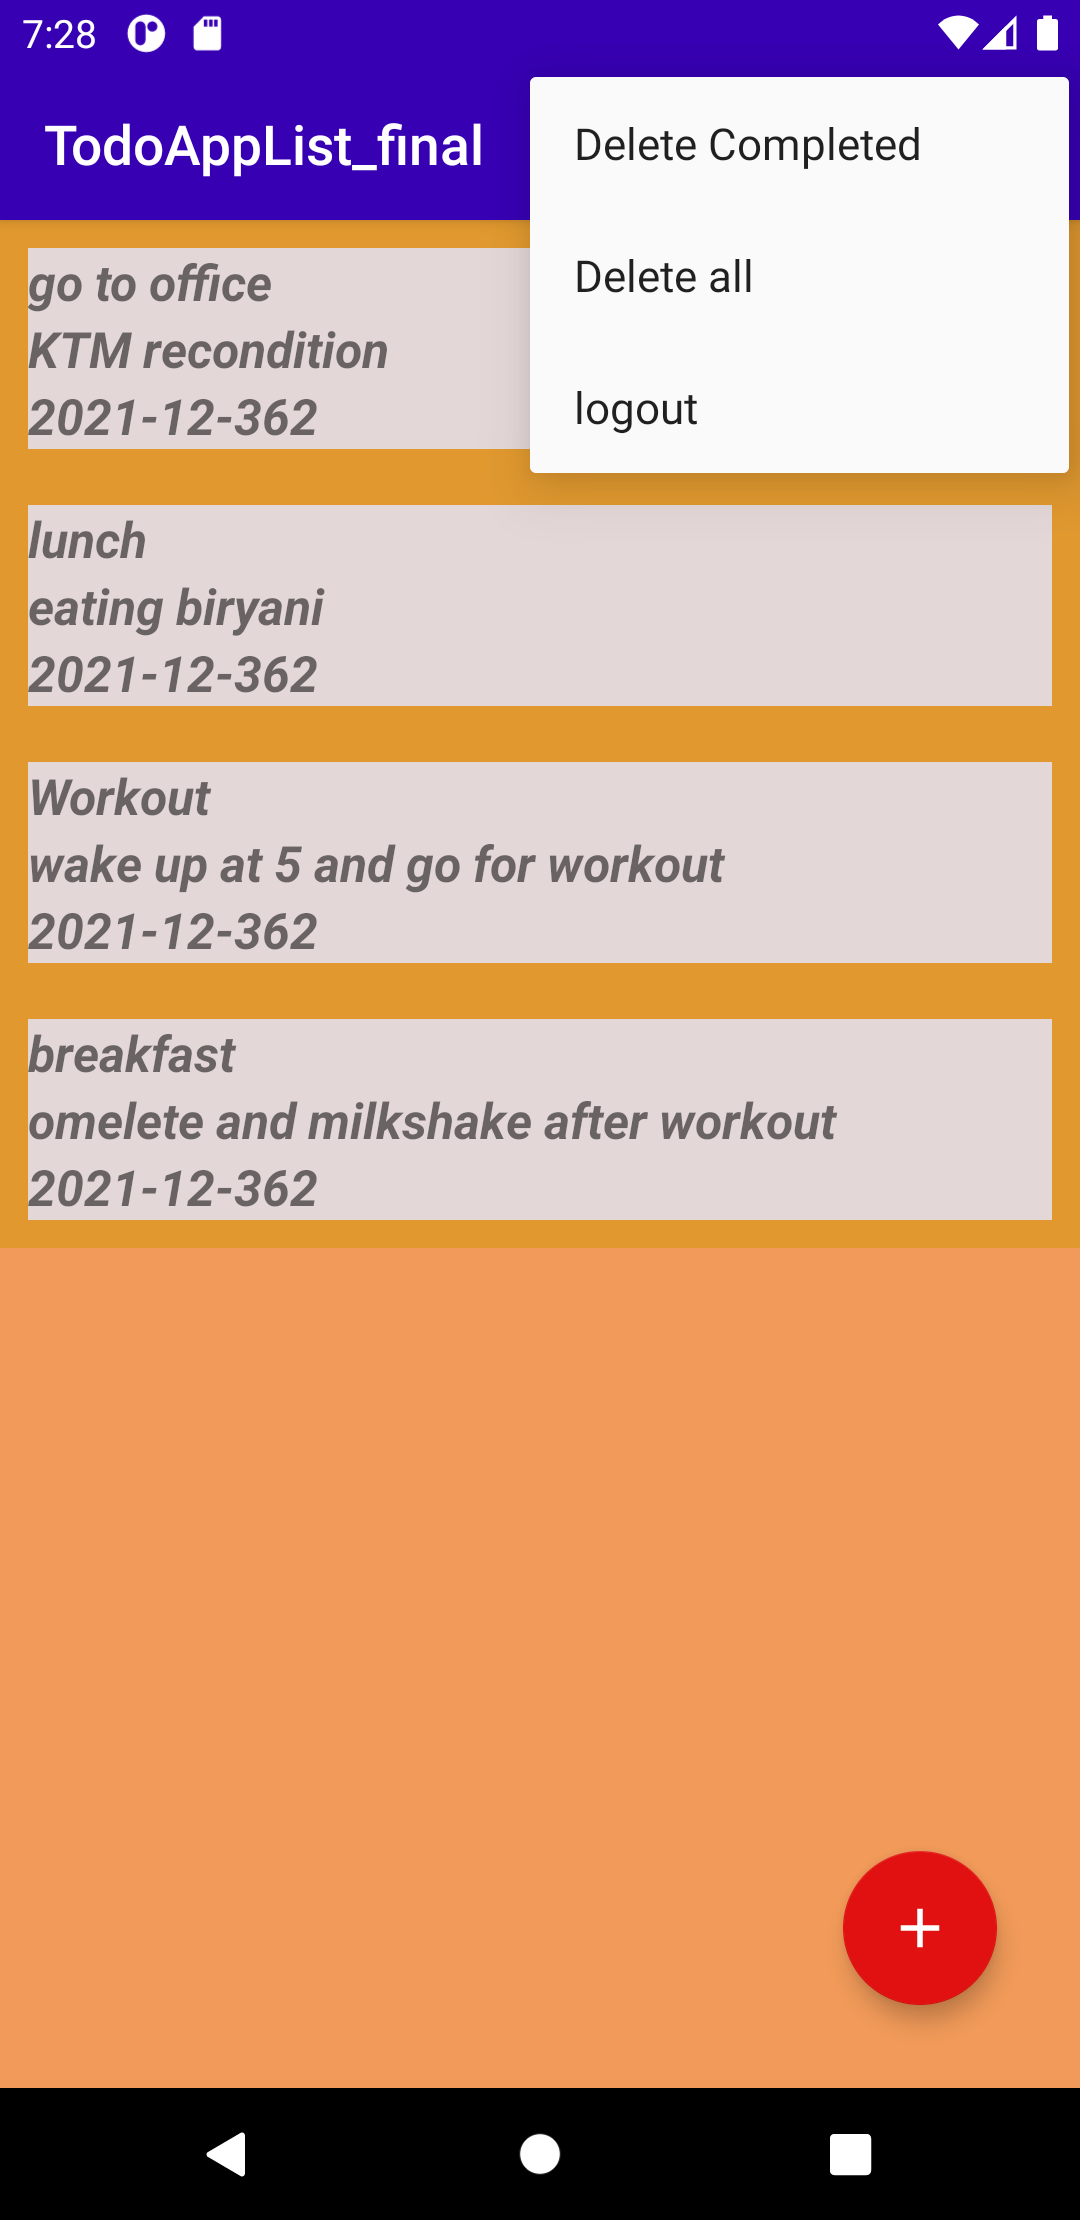 7:28
TodoAppList_final
Delete Completed
Delete all
logout
go to office
KTM recondition
2021-12-362
lunch
eating biryani
2021-12-362
Workout
wake up at 5 and go for workout
2021-12-362
breakfast
omelete and milkshake after workout
2021-12-362